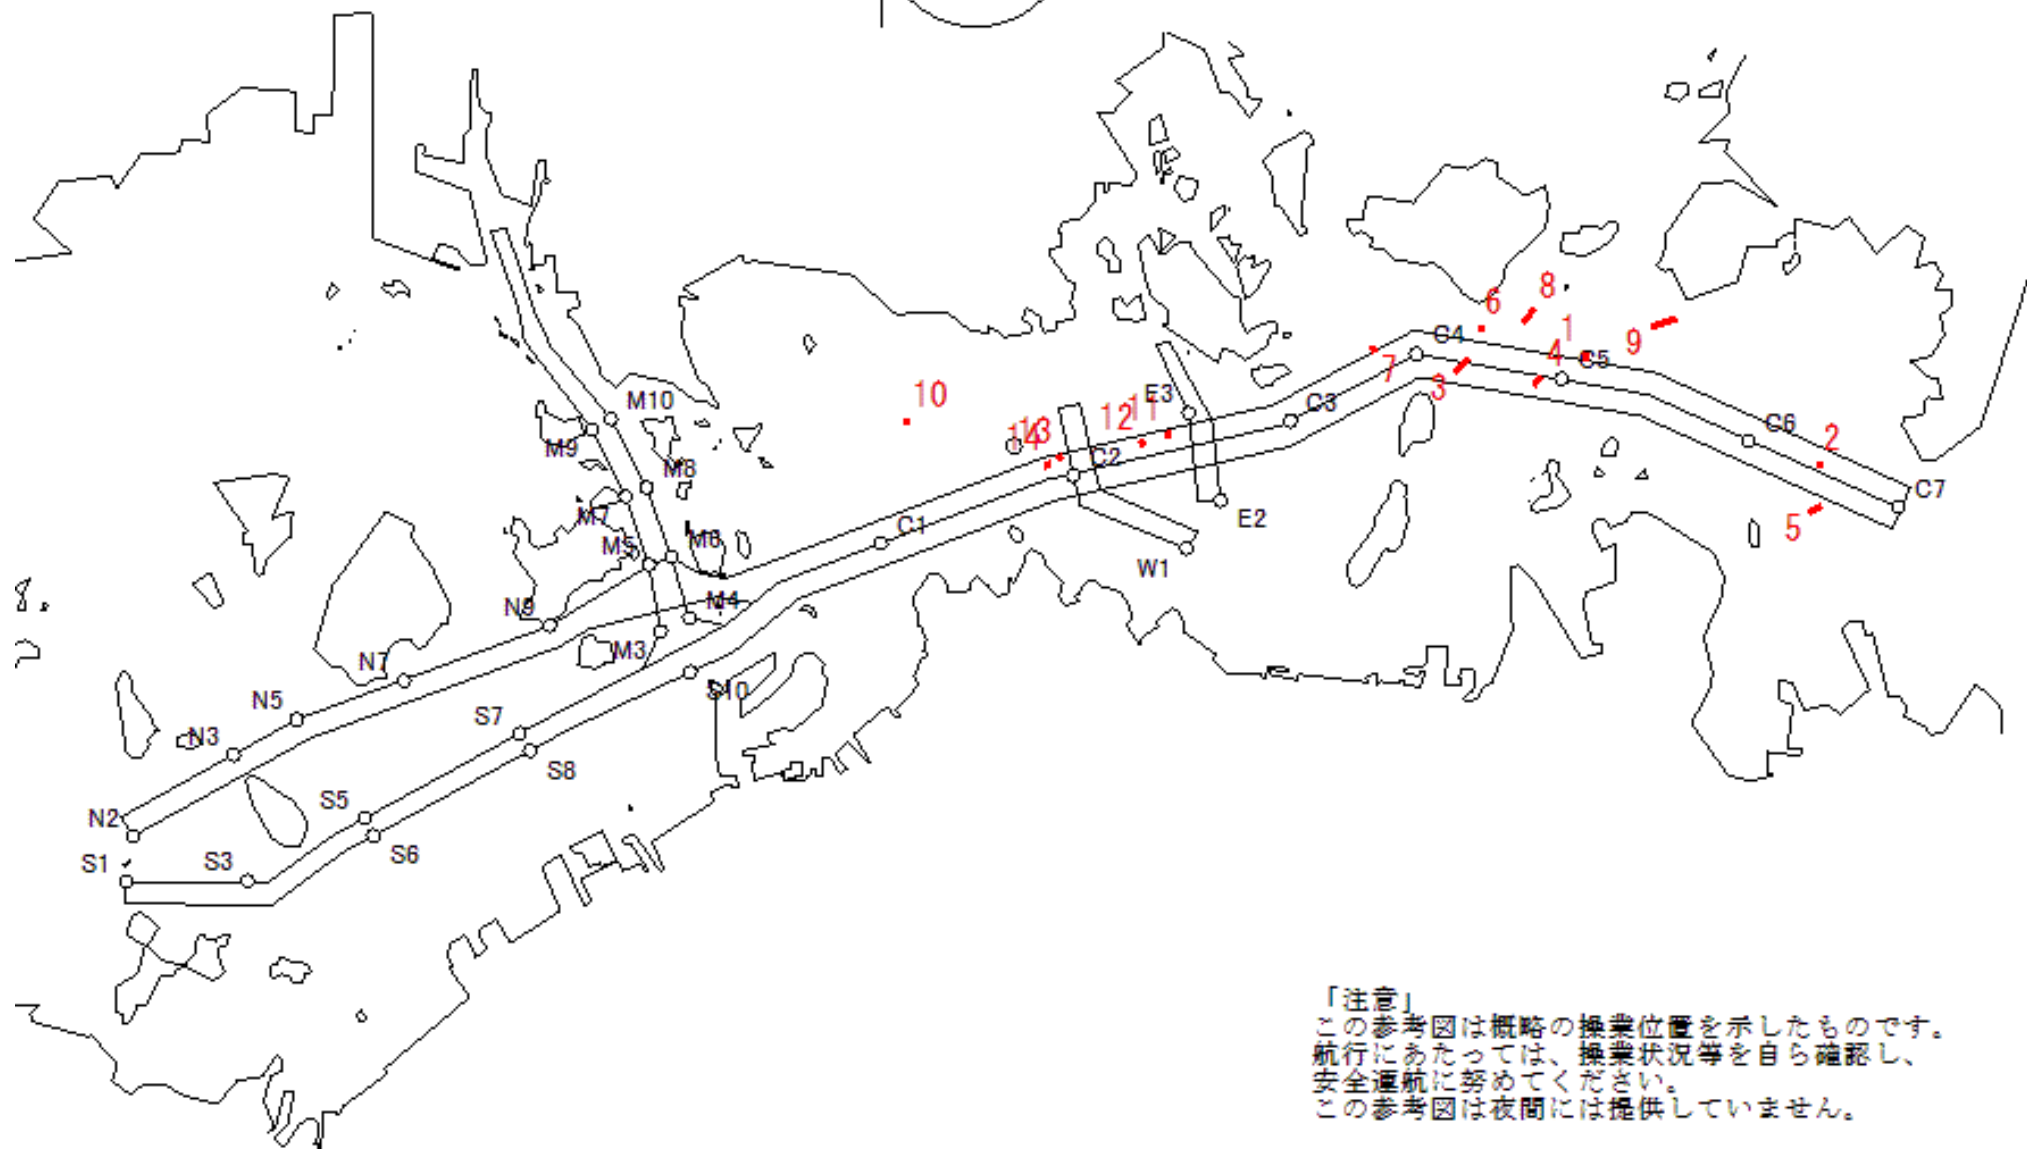 8
6
1
9
C4
C5
4
7
3
10
M10
E3
11
12
C6
2
M9
13
14
C3
M8
C2
C7
M7
E2
5
C1
M6
M5
W1
N9
M4
M3
N7
S10
N5
S7
N3
S8
S5
N2
S6
S1
S3
「注意」
この参考図は概略の操業位置を示したものです。
航行にあたっては、操業状況等を自ら確認し、
安全運航に努めてください。
この参考図は夜間には提供していません。